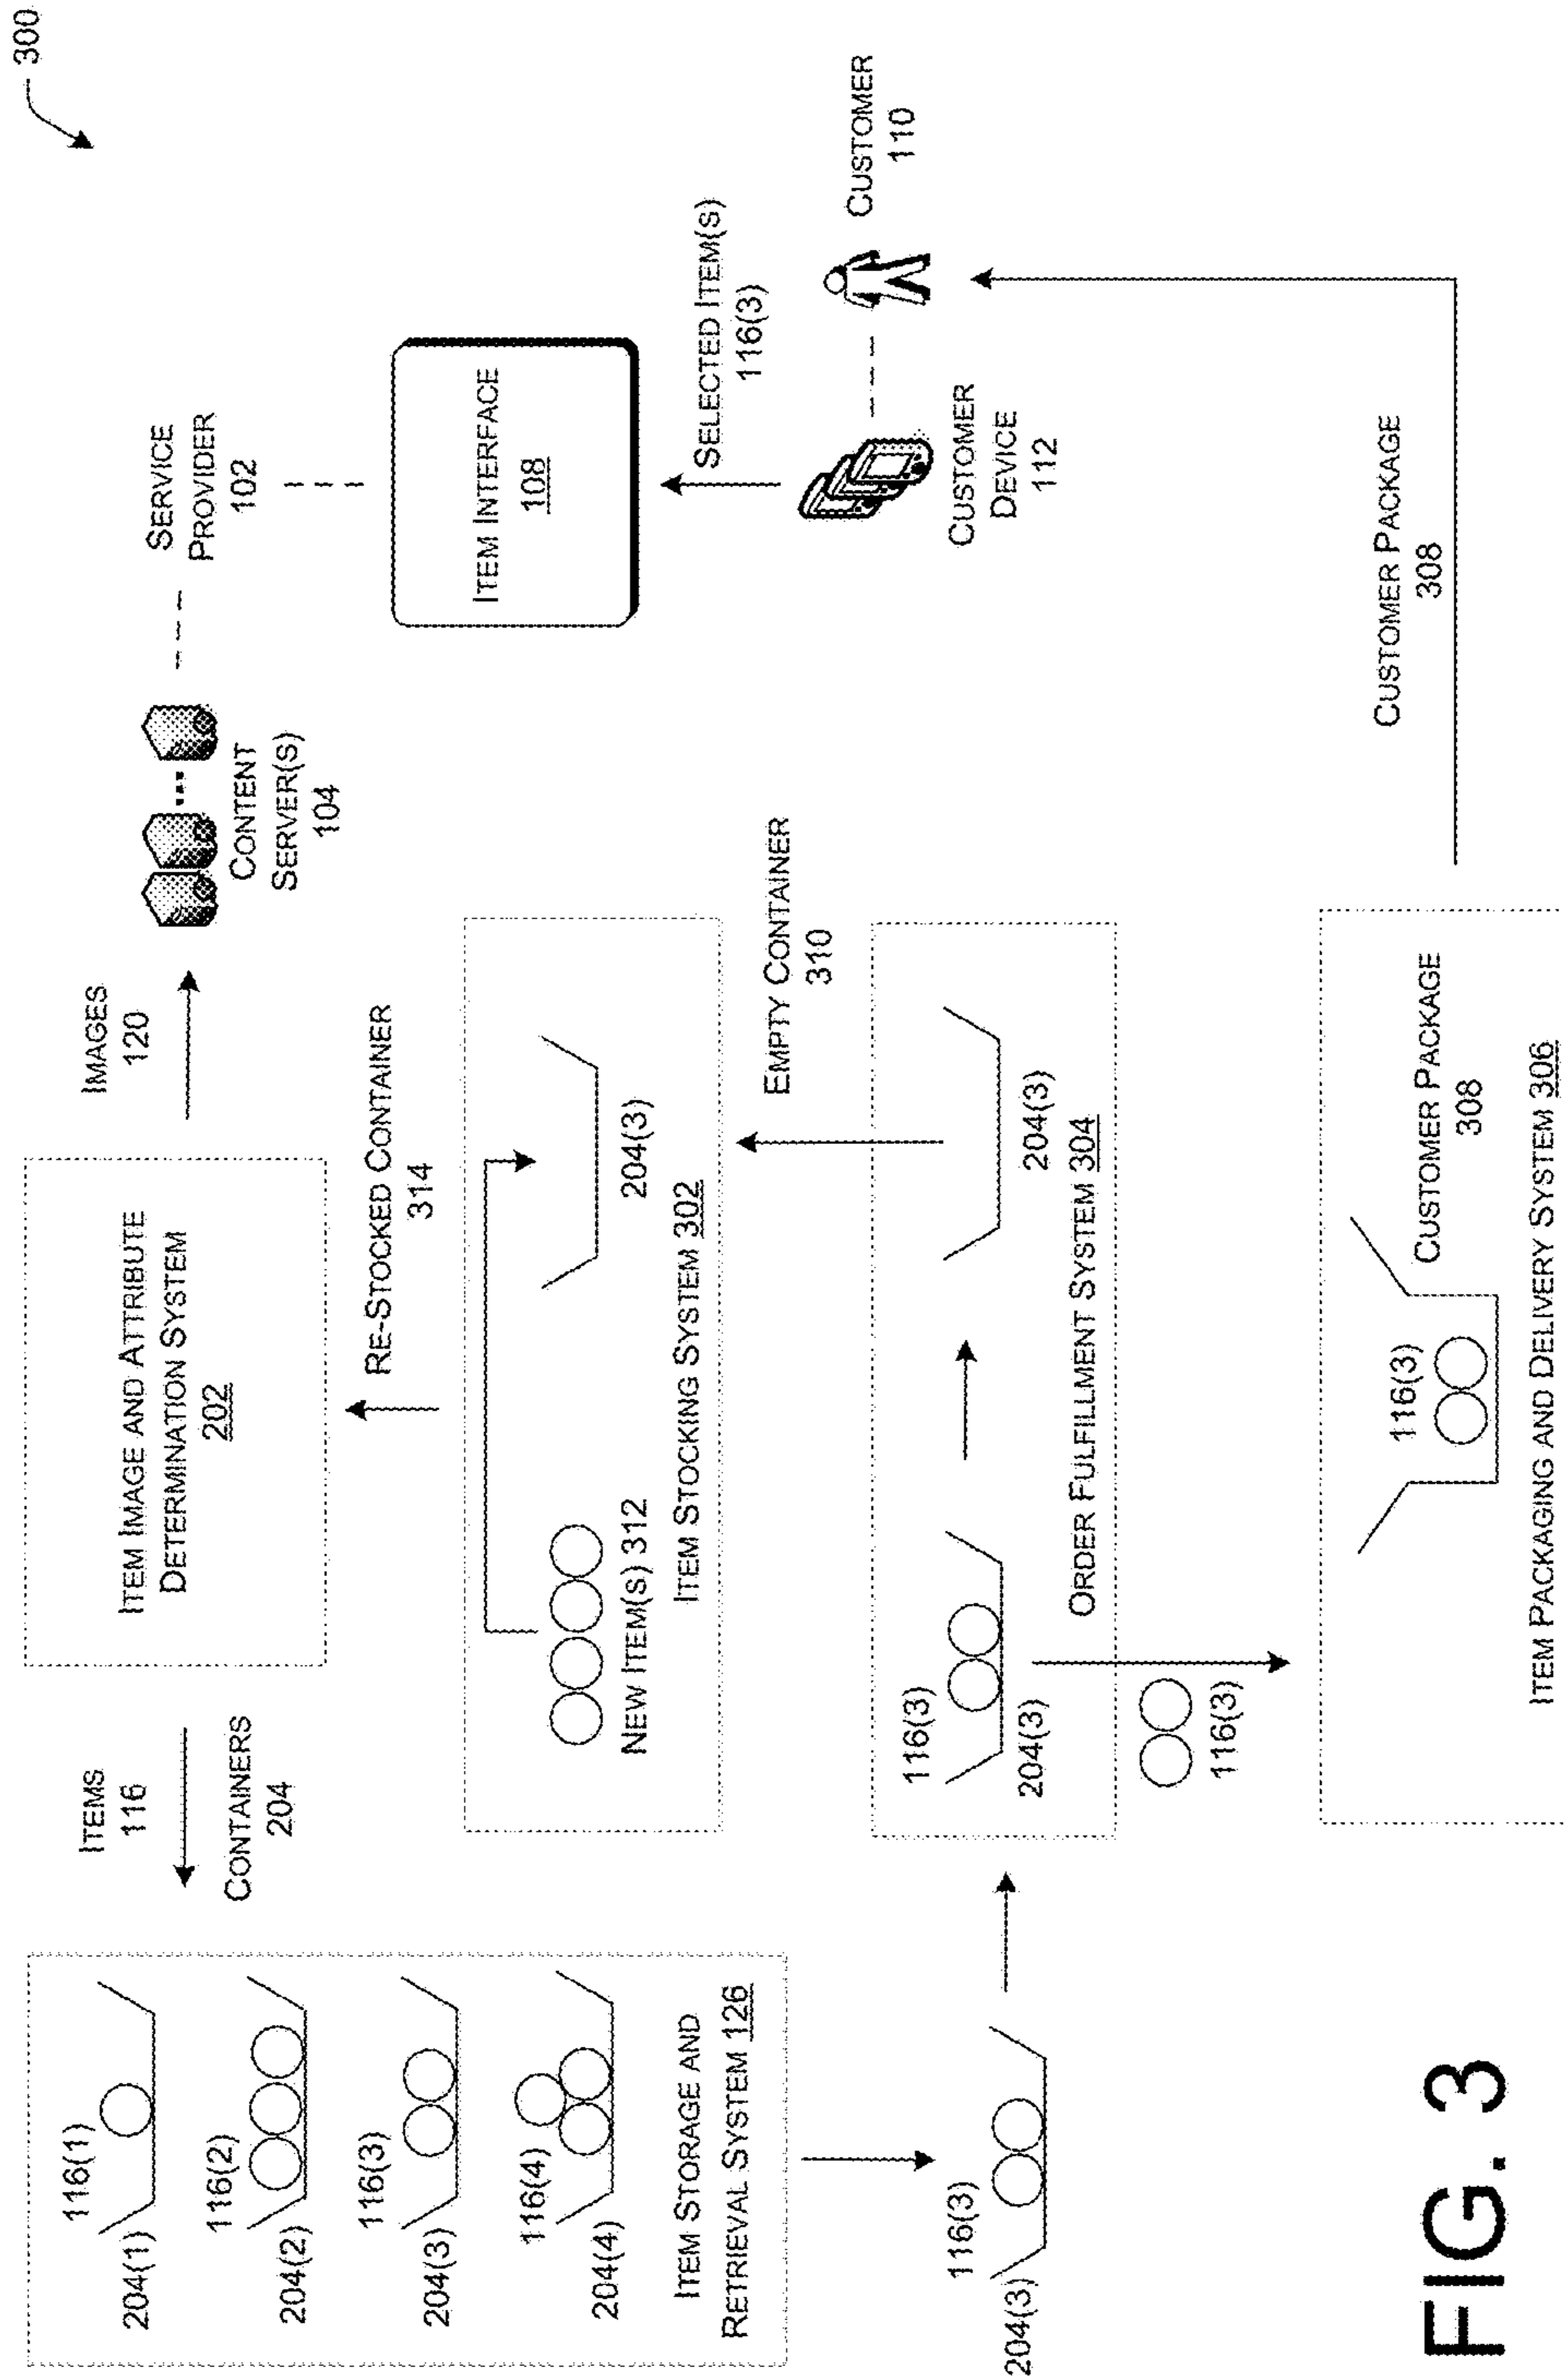 300
ITEMS
116
CONTAINERS
204
ITEM IMAGE AND ATTRIBUTE
DETERMINATION SYSTEM
202
IMAGES
120
CONTENT
SERVER(S)
104
SERVICE
PROVIDER
102
116(1)
204(1)
116(2)
204(2)
116(3)
204(3)
116(4)
204(4)
ITEM STORAGE AND
RETRIEVAL SYSTEM 126
RE-STOCKED CONTAINER
314
NEW ITEM(S) 312
204(3)
ITEM STOCKING SYSTEM 302
ITEM INTERFACE
108
SELECTED ITEM(S)
116(3)
EMPTY CONTAINER
310
CUSTOMER
DEVICE
112
CUSTOMER
110
116(3)
204(3)
116(3)
204(3)
204(3)
ORDER FULFILLMENT SYSTEM 304
116(3)
116(3)
CUSTOMER PACKAGE
308
ITEM PACKAGING AND DELIVERY SYSTEM 306
CUSTOMER PACKAGE
308
FIG. 3